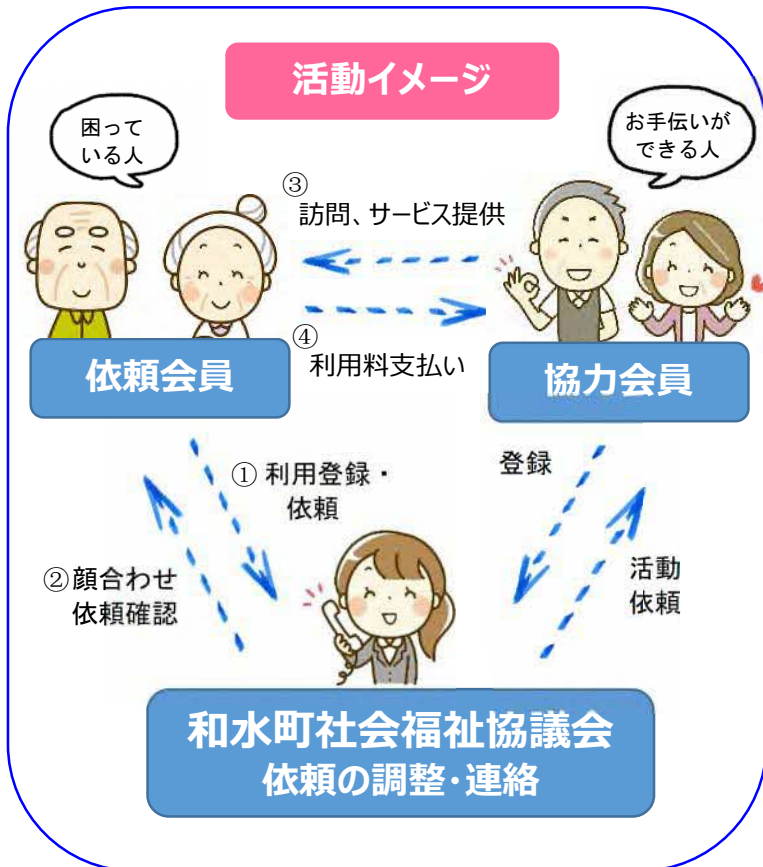 活動イメージ
困って
いる人
お手伝いが
できる人
③
訪問、サービス提供
④
利用料支払い
依頼会員
協力会員
① 利用登録・
依頼
登録
②顔合わせ
依頼確認
活動
依頼
和水町社会福祉協議会
依頼の調整・連絡